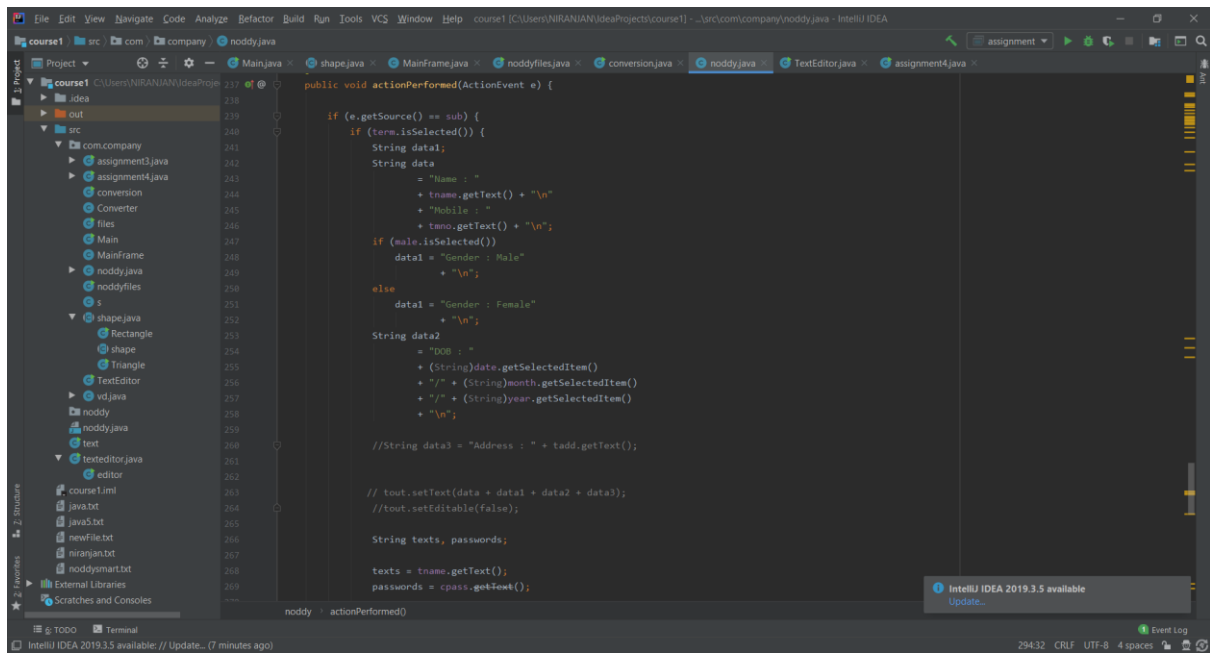 File Edit View Navigate Code Analyze Refactor Build Run Tools VCS Window Help course1 [C:\Users\NIRANJAN\IdeaProjects\course1] - ...\src\com\company\noddy.java - IntelliJ IDEA
course1 src com company noddy.java assignment
Project Main.java shape.java MainFrame.java noddyfiles.java conversion.java noddy.java TextEditor.java assignment4.java
1: Project
Ant
course1 C:\Users\NIRANJAN\IdeaProje
.idea
out
src
com.company
assignment3.java
assignment4.java
conversion
Converter
files
Main
MainFrame
noddy.java
noddyfiles
s
shape.java
Rectangle
shape
Triangle
TextEditor
vd.java
noddy
noddy.java
text
texteditor.java
editor
course1.iml
java.txt
java5.txt
newFile.txt
niranjan.txt
noddysmart.txt
External Libraries
Scratches and Consoles
Z: Structure
2: Favorites
237 @ public void actionPerformed(ActionEvent e) {
238
239 if (e.getSource() == sub) {
240 if (term.isSelected()) {
241 String data1;
242 String data
243 = "Name : "
244 + tname.getText() + "\n"
245 + "Mobile : "
246 + tmno.getText() + "\n";
247 if (male.isSelected())
248 data1 = "Gender : Male"
249 + "\n";
250 else
251 data1 = "Gender : Female"
252 + "\n";
253 String data2
254 = "DOB : "
255 + (String)date.getSelectedItem()
256 + "/" + (String)month.getSelectedItem()
257 + "/" + (String)year.getSelectedItem()
258 + "\n";
259
260 //String data3 = "Address : " + tadd.getText();
261
262
263 // tout.setText(data + data1 + data2 + data3);
264 //tout.setEditable(false);
265
266 String texts, passwords;
267
268 texts = tname.getText();
269 passwords = cpass.getText();
noddy actionPerformed()
IntelliJ IDEA 2019.3.5 available
Update...
6: TODO Terminal 1 Event Log
IntelliJ IDEA 2019.3.5 available: // Update... (7 minutes ago) 294:32 CRLF UTF-8 4 spaces